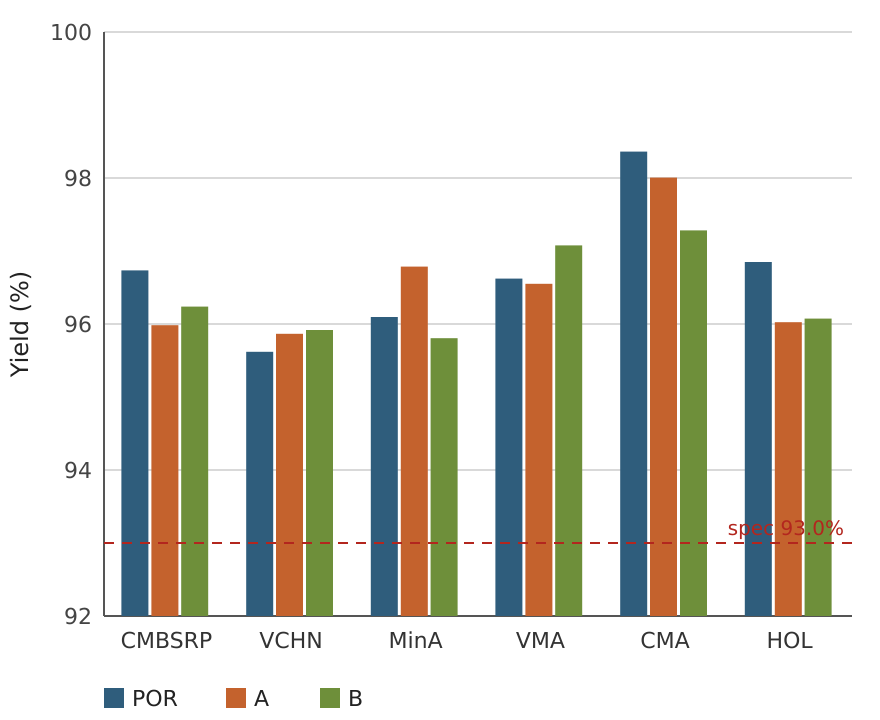 100
98
96
94
92
Yield (%)
spec 93.0%
CMBSRP VCHN MinA VMA CMA HOL
POR A B